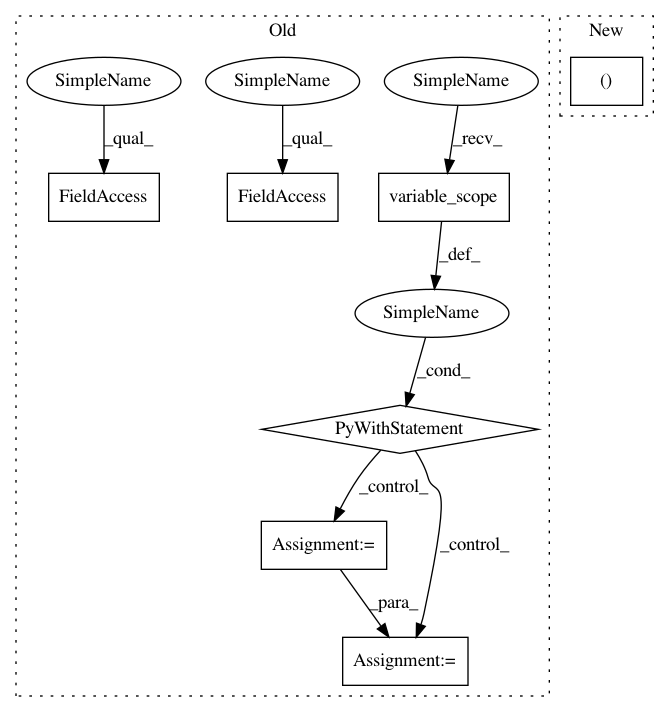 Old
New
SimpleName
SimpleName
SimpleName
()
_qual_
_qual_
_recv_
FieldAccess
FieldAccess
variable_scope
_def_
SimpleName
_cond_
PyWithStatement
_control_
Assignment:=
_control_
_para_
Assignment:=